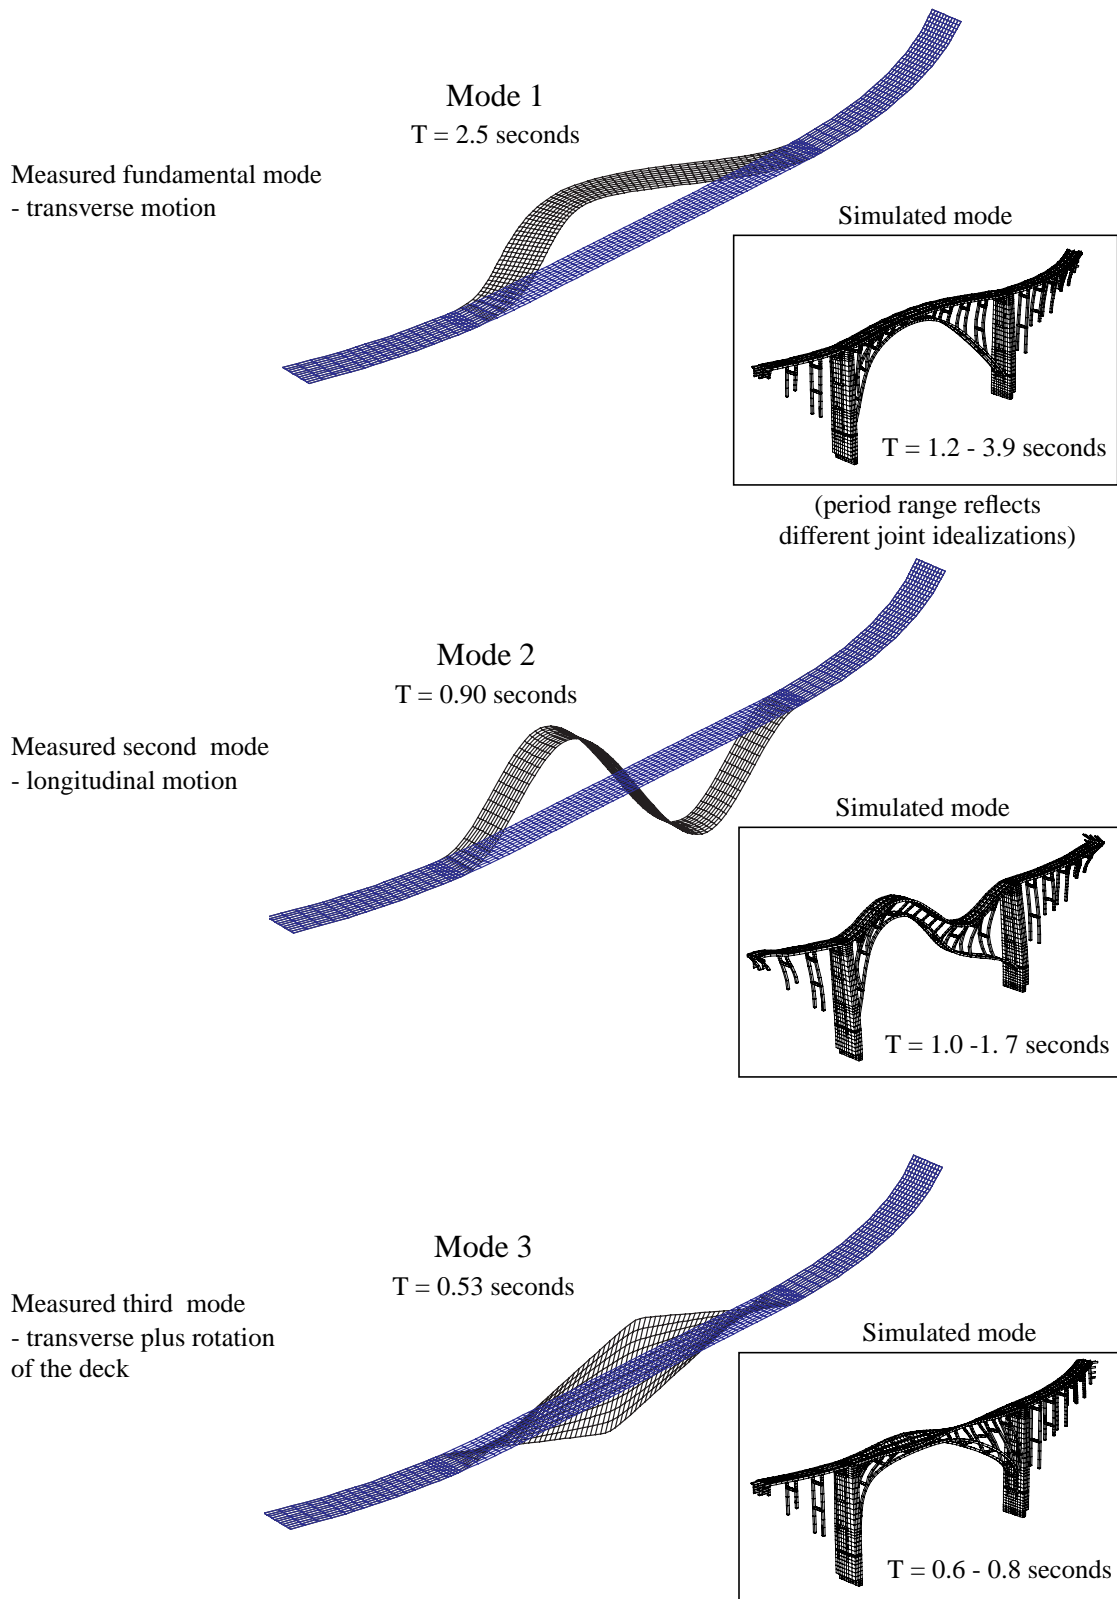 Mode 1
T = 2.5 seconds
Measured fundamental mode
- transverse motion
Simulated mode
T = 1.2 - 3.9 seconds
(period range reflects
different joint idealizations)
Mode 2
T = 0.90 seconds
Measured second  mode
- longitudinal motion
Simulated mode
T = 1.0 -1. 7 seconds
Mode 3
T = 0.53 seconds
Measured third  mode
- transverse plus rotation
of the deck
Simulated mode
T = 0.6 - 0.8 seconds